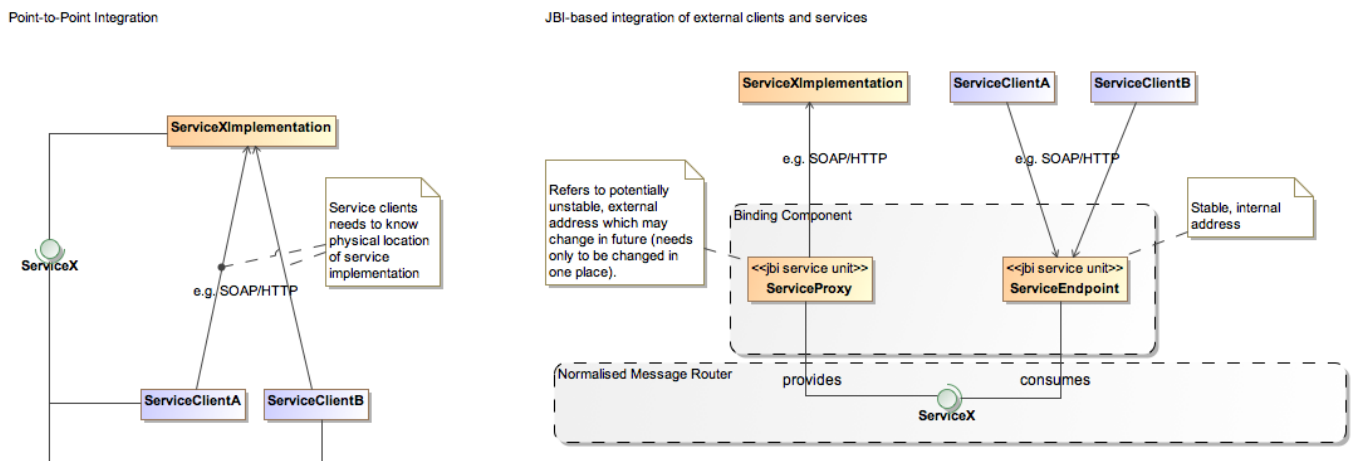 Point-to-Point Integration
ServiceXImplementation
Service clients
needs to know
physical location
of service
implementation
ServiceX
e.g. SOAP/HTTP
ServiceClientA
ServiceClientB
JBI-based integration of external clients and services
ServiceXImplementation
ServiceClientA
ServiceClientB
e.g. SOAP/HTTP
e.g. SOAP/HTTP
Refers to potentially
unstable, external
address which may
change in future (needs
only to be changed in
one place).
Binding Component
Stable, internal
address
<<jbi service unit>>
ServiceProxy
<<jbi service unit>>
ServiceEndpoint
Normalised Message Router
provides
consumes
ServiceX